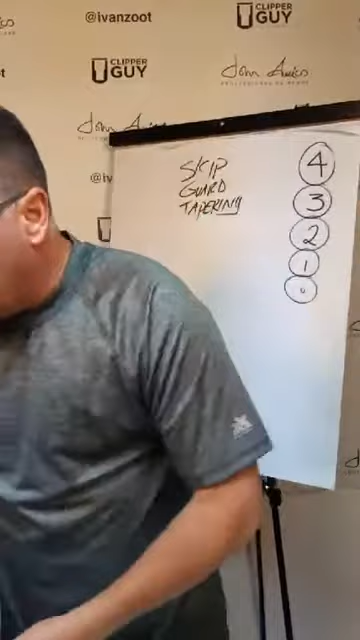 @ivanzoot
CLIPPER
GUY
CLIPPER
GUY
SKIP
GUARD
TAPERING
4
3
2
1
0